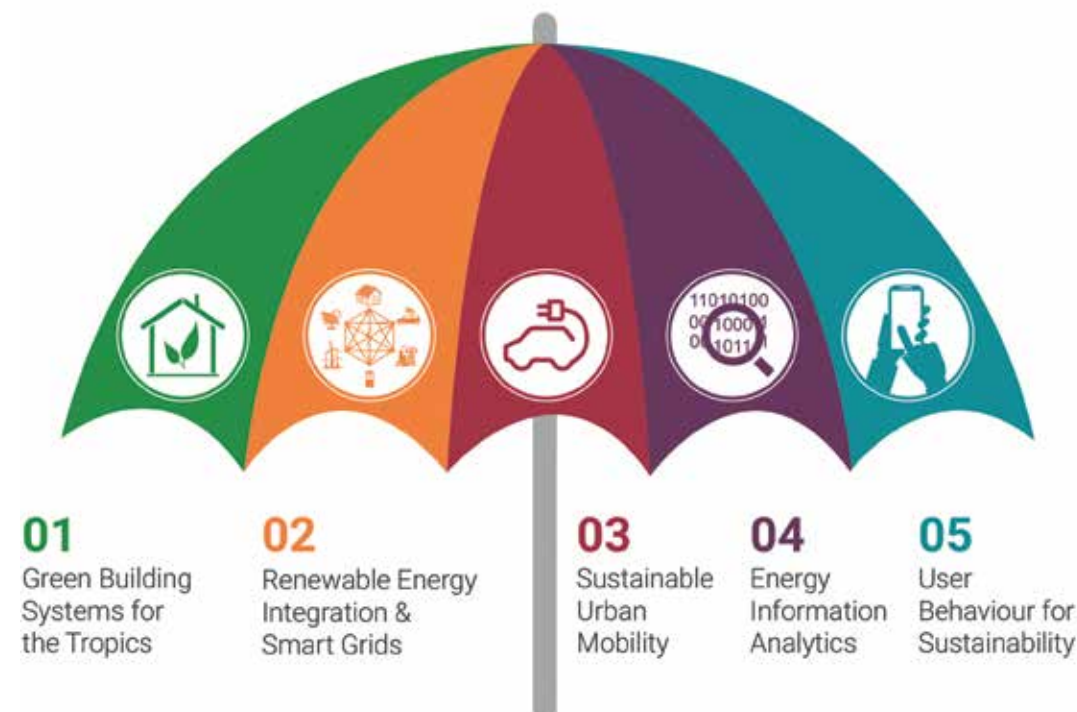 11010100
01
Green Building
Systems for
the Tropics
02
Renewable Energy
Integration &
Smart Grids
03
Sustainable
Urban
Mobility
04
Energy
Information
Analytics
05
User
Behaviour for
Sustainability